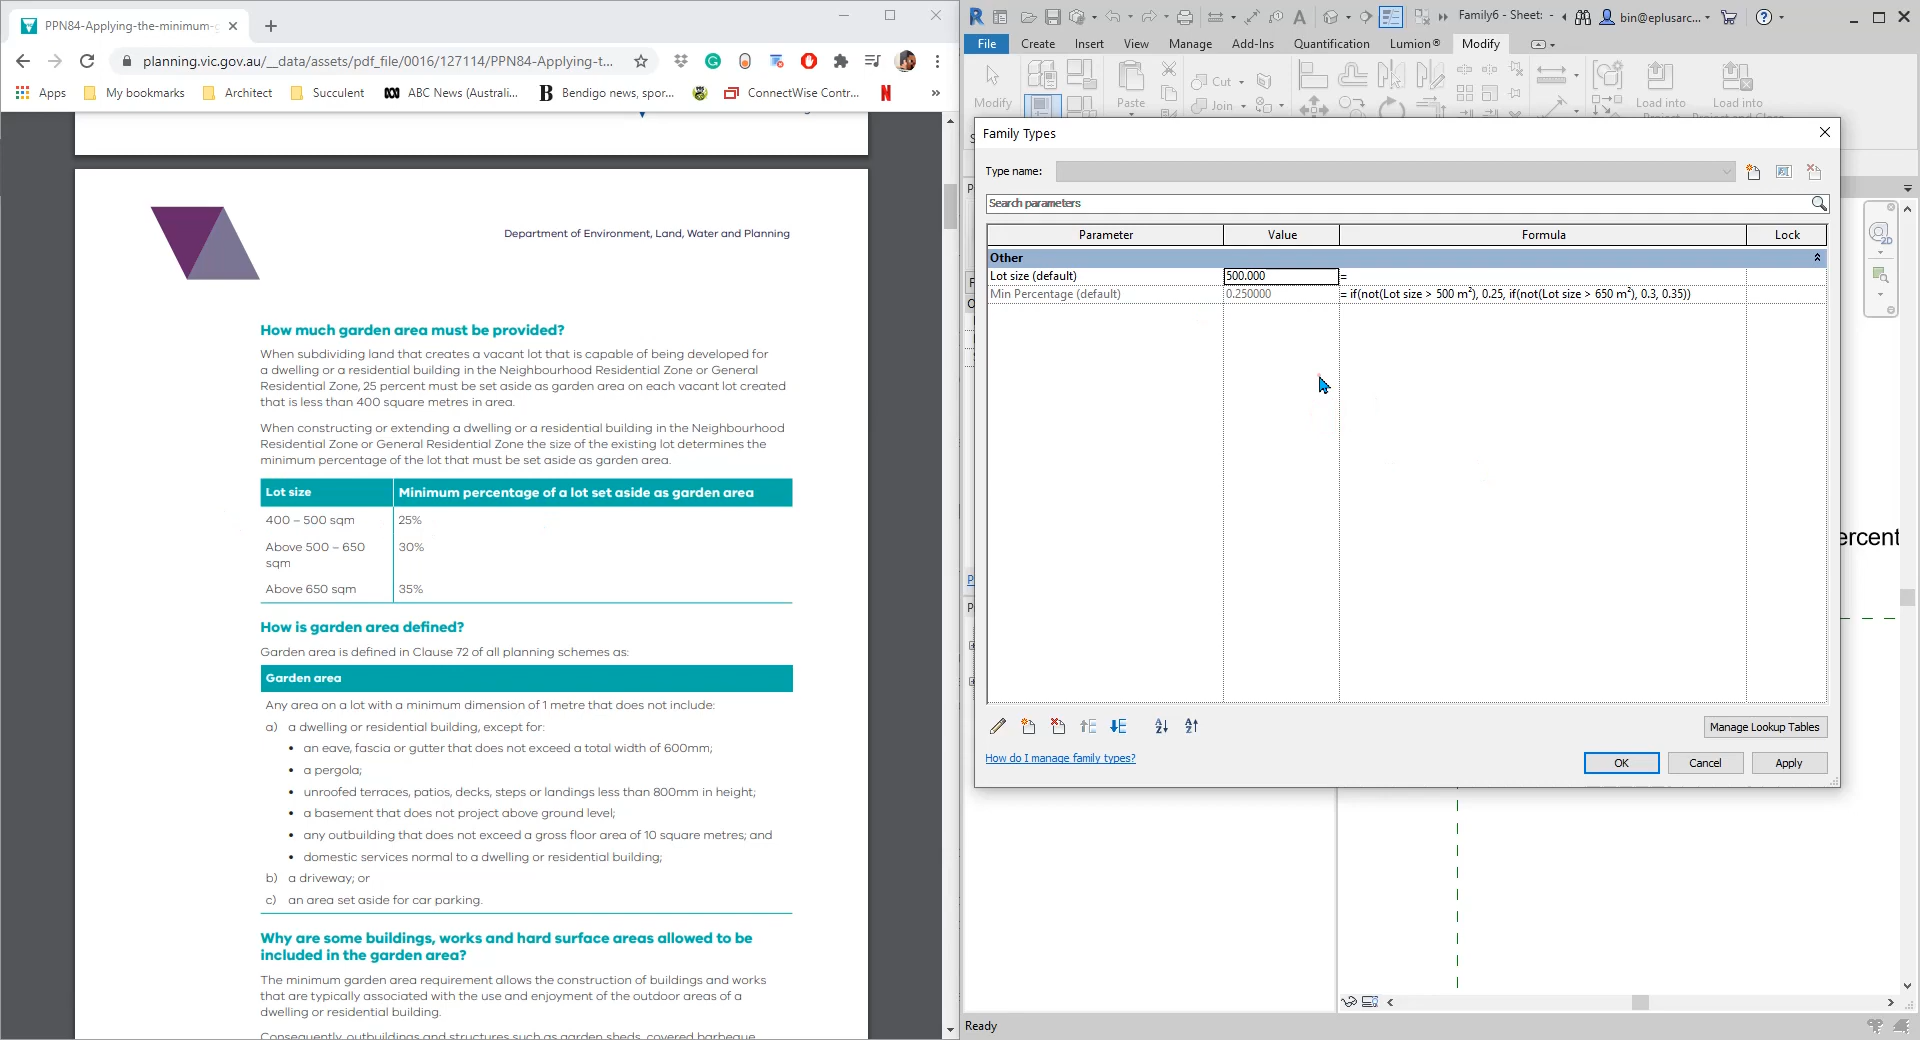 PPN84-Applying-the-minimum-g
planning.vic.gov.au/__data/assets/pdf_file/0016/127114/PPN84-Applying-t...
Apps
My bookmarks
Architect
Succulent
ABC News (Australi...
Bendigo news, spor...
ConnectWise Contr...
»
Department of Environment, Land, Water and Planning
How much garden area must be provided?
When subdividing land that creates a vacant lot that is capable of being developed for
a dwelling or a residential building in the Neighbourhood Residential Zone or General
Residential Zone, 25 percent must be set aside as garden area on each vacant lot created
that is less than 400 square metres in area.
When constructing or extending a dwelling or a residential building in the Neighbourhood
Residential Zone or General Residential Zone the size of the existing lot determines the
minimum percentage of the lot that must be set aside as garden area.
Lot size Minimum percentage of a lot set aside as garden area
400 – 500 sqm 25%
Above 500 – 650 30%
sqm
Above 650 sqm 35%
How is garden area defined?
Garden area is defined in Clause 72 of all planning schemes as:
Garden area
Any area on a lot with a minimum dimension of 1 metre that does not include:
a) a dwelling or residential building, except for:
• an eave, fascia or gutter that does not exceed a total width of 600mm;
• a pergola;
• unroofed terraces, patios, decks, steps or landings less than 800mm in height;
• a basement that does not project above ground level;
• any outbuilding that does not exceed a gross floor area of 10 square metres; and
• domestic services normal to a dwelling or residential building;
b) a driveway; or
c) an area set aside for car parking.
Why are some buildings, works and hard surface areas allowed to be
included in the garden area?
The minimum garden area requirement allows the construction of buildings and works
that are typically associated with the use and enjoyment of the outdoor areas of a
dwelling or residential building.
Consequently, outbuildings and structures such as garden sheds, covered barbeque
Family6 - Sheet: -
bin@eplusarc...
File Create Insert View Manage Add-Ins Quantification Lumion® Modify
Modify
Paste
Cut
Join
Load into
Load into
Family Types
Type name:
Search parameters
Parameter Value Formula Lock
Other
Lot size (default) 500.000 =
Min Percentage (default) 0.250000 = if(not(Lot size > 500 m²), 0.25, if(not(Lot size > 650 m²), 0.3, 0.35))
Manage Lookup Tables
How do I manage family types?
OK Cancel Apply
ercent
2D
Ready